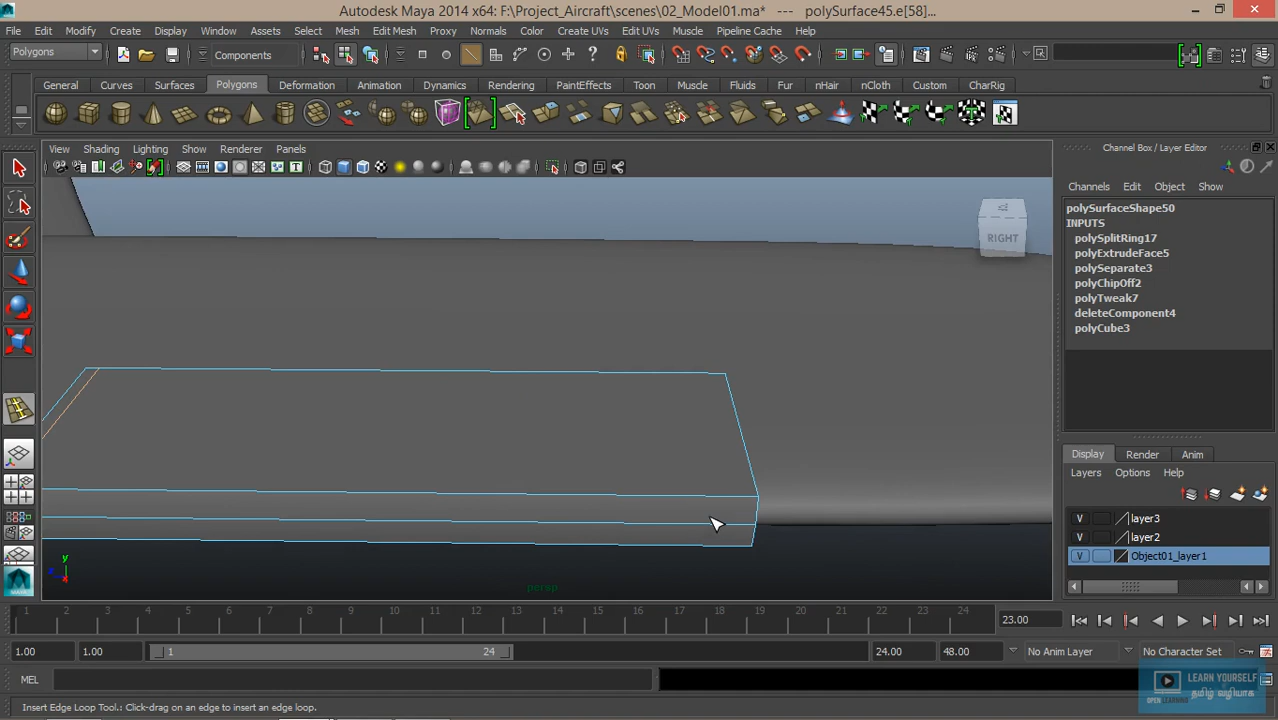 Autodesk Maya 2014 x64: F:\Project_Aircraft\scenes\02_Model01.ma* --- polySurface45.e[58]...
File Edit Modify Create Display Window Assets Select Mesh Edit Mesh Proxy Normals Color Create UVs Edit UVs Muscle Pipeline Cache Help
Polygons Components
General Curves Surfaces Polygons Deformation Animation Dynamics Rendering PaintEffects Toon Muscle Fluids Fur nHair nCloth Custom CharRig
View Shading Lighting Show Renderer Panels
Channel Box / Layer Editor
Channels Edit Object Show
polySurfaceShape50
INPUTS
polySplitRing17
polyExtrudeFace5
polySeparate3
polyChipOff2
polyTweak7
deleteComponent4
polyCube3
RIGHT
Display Render Anim
Layers Options Help
V layer3
V layer2
V Object01_layer1
y
z x
persp
1 2 3 4 5 6 7 8 9 10 11 12 13 14 15 16 17 18 19 20 21 22 23 24 23.00
1.00 1.00 1 24 24.00 48.00 No Anim Layer No Character Set
MEL
LEARN YOURSELF
தமிழ் வழியாக
OPEN LEARNING
Insert Edge Loop Tool: Click-drag on an edge to insert an edge loop.